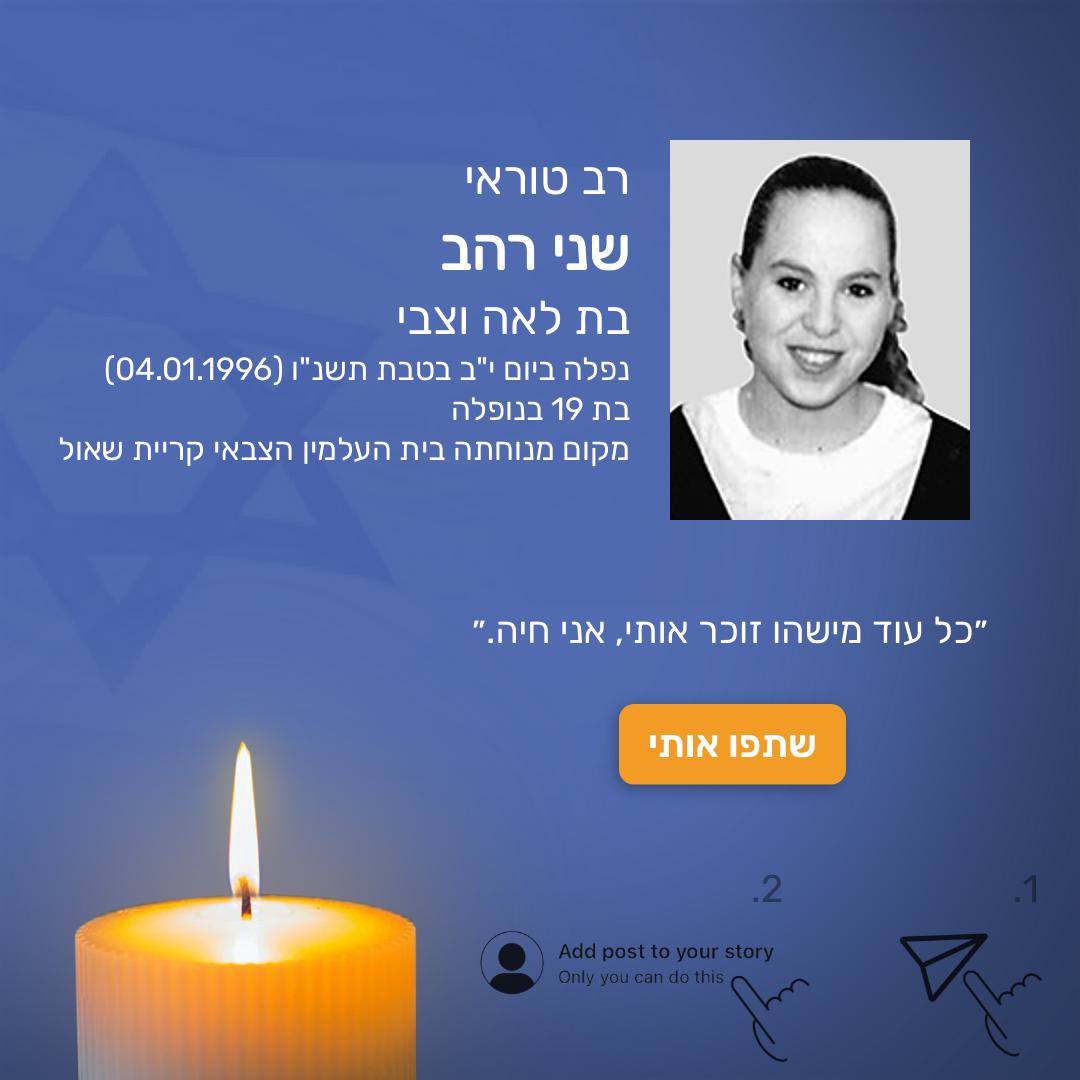 רב טוראי
שני רהב
בת לאה וצבי
נפלה ביום י"ב בטבת תשנ"ו (04.01.1996)
בת 19 בנופלה
מקום מנוחתה בית העלמין הצבאי קריית שאול
״כל עוד מישהו זוכר אותי, אני חיה.״
שתפו אותי
.1
.2
Add post to your story
Only you can do this